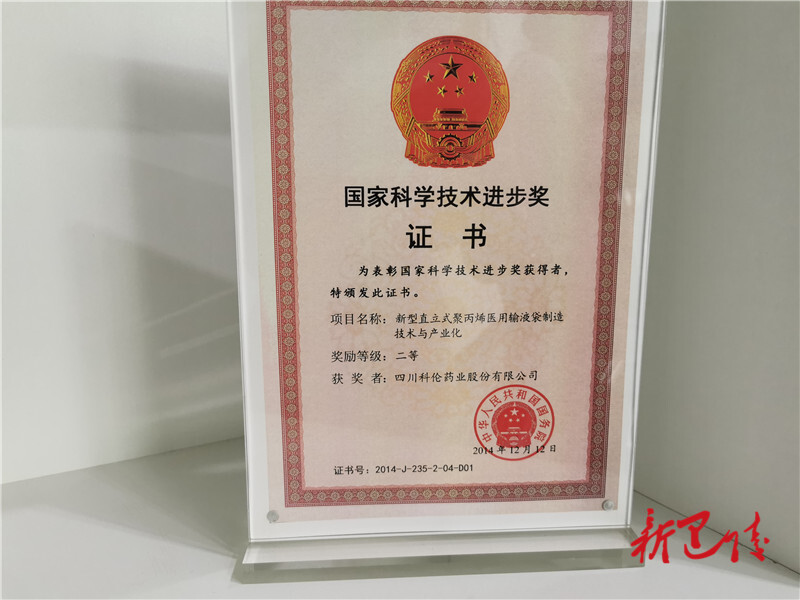 国家科学技术进步奖
证 书
为表彰国家科学技术进步奖获得者，
特颁发此证书。
项目名称：新型直立式聚丙烯医用输液袋制造
技术与产业化
奖励等级：二等
获 奖 者：四川科伦药业股份有限公司
中华人民共和国国务院
2014年12月12日
证书号：2014-J-235-2-04-D01